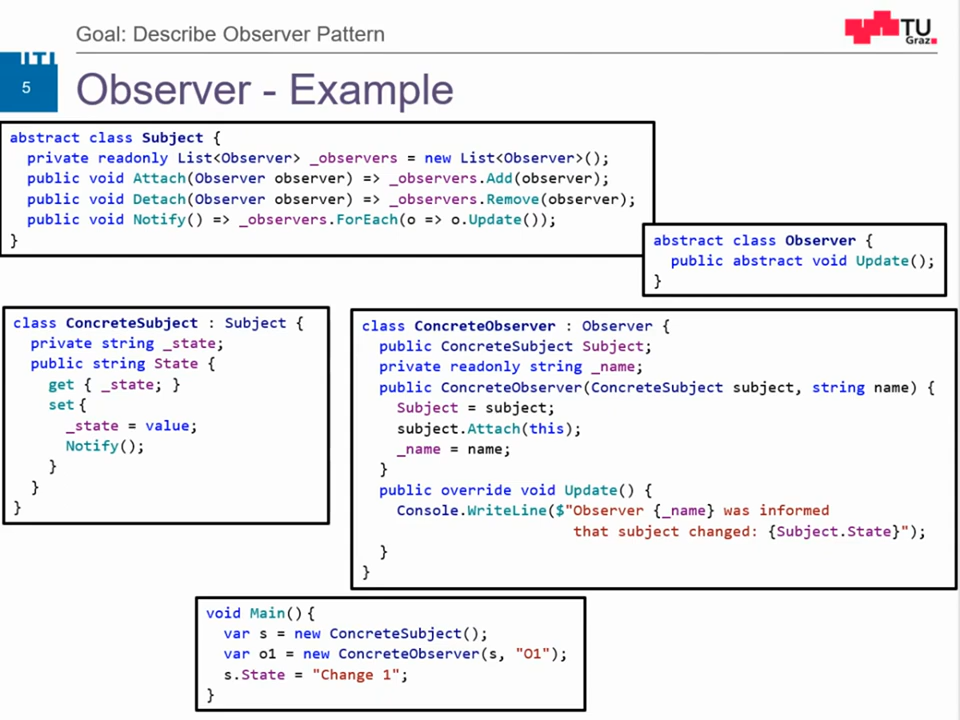 Goal: Describe Observer Pattern
TU
Graz
ITI
5
Observer - Example
abstract class Subject {
private readonly List<Observer> _observers = new List<Observer>();
public void Attach(Observer observer) => _observers.Add(observer);
public void Detach(Observer observer) => _observers.Remove(observer);
public void Notify() => _observers.ForEach(o => o.Update());
}
abstract class Observer {
public abstract void Update();
}
class ConcreteSubject : Subject {
private string _state;
public string State {
get { _state; }
set {
_state = value;
Notify();
}
}
}
class ConcreteObserver : Observer {
public ConcreteSubject Subject;
private readonly string _name;
public ConcreteObserver(ConcreteSubject subject, string name) {
Subject = subject;
subject.Attach(this);
_name = name;
}
public override void Update() {
Console.WriteLine($"Observer {_name} was informed
that subject changed: {Subject.State}");
}
}
void Main() {
var s = new ConcreteSubject();
var o1 = new ConcreteObserver(s, "O1");
s.State = "Change 1";
}